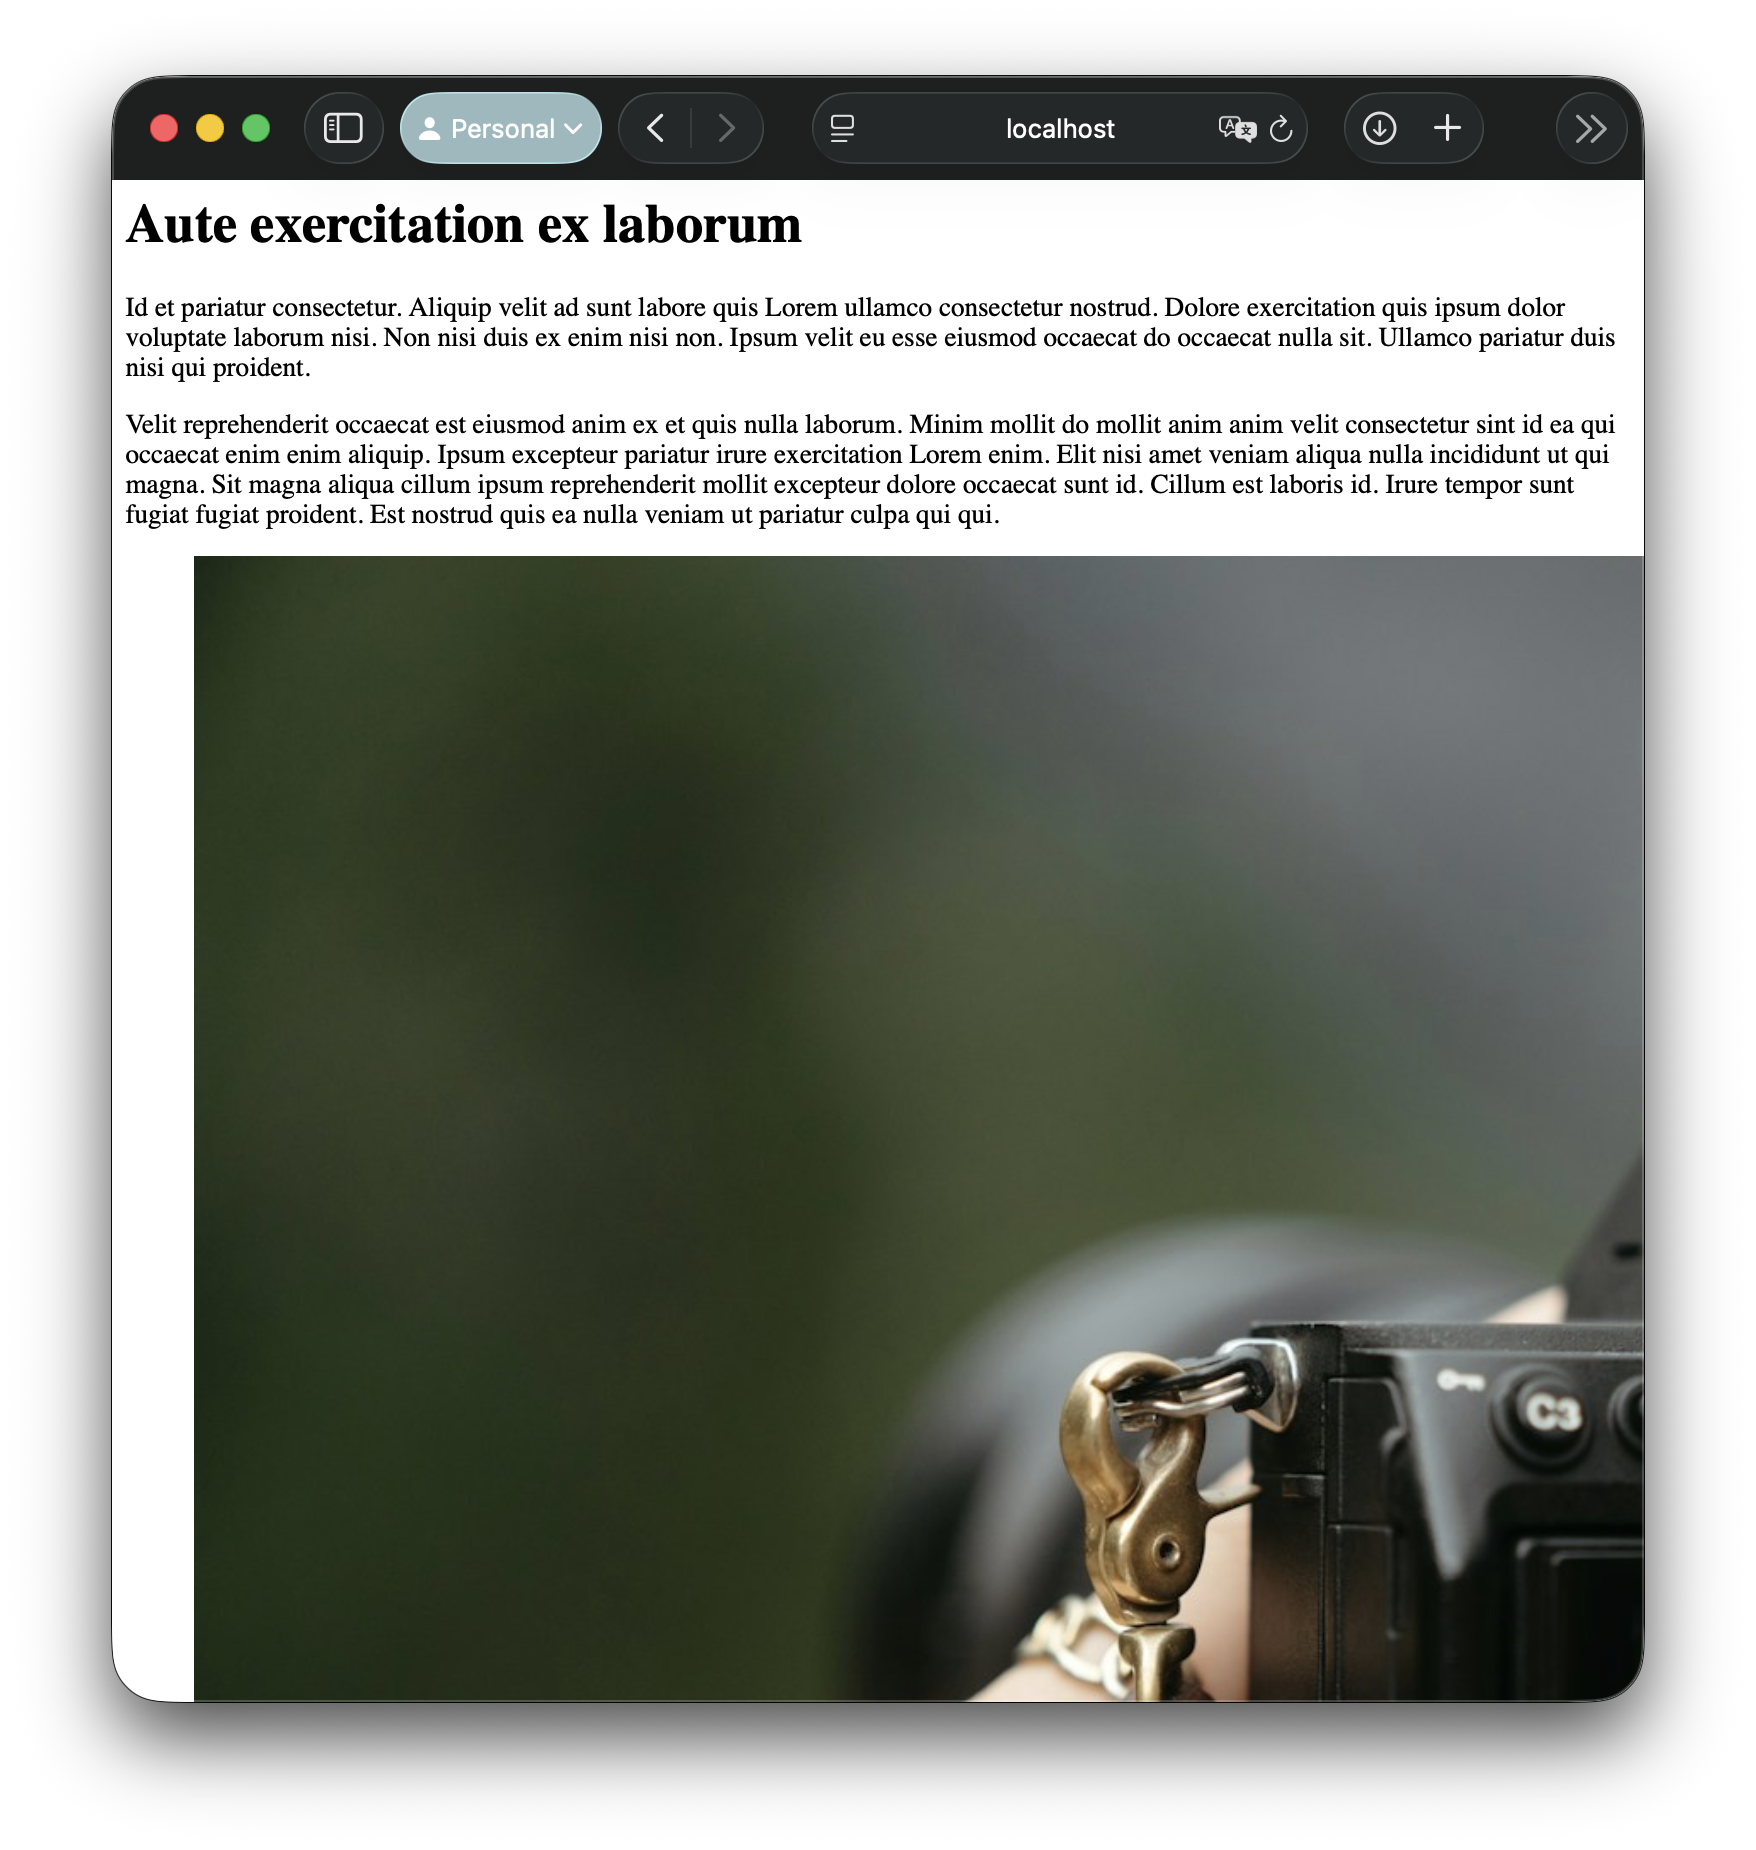 Personal
localhost
Aute exercitation ex laborum
Id et pariatur consectetur. Aliquip velit ad sunt labore quis Lorem ullamco consectetur nostrud. Dolore exercitation quis ipsum dolor
voluptate laborum nisi. Non nisi duis ex enim nisi non. Ipsum velit eu esse eiusmod occaecat do occaecat nulla sit. Ullamco pariatur duis
nisi qui proident.
Velit reprehenderit occaecat est eiusmod anim ex et quis nulla laborum. Minim mollit do mollit anim anim velit consectetur sint id ea qui
occaecat enim enim aliquip. Ipsum excepteur pariatur irure exercitation Lorem enim. Elit nisi amet veniam aliqua nulla incididunt ut qui
magna. Sit magna aliqua cillum ipsum reprehenderit mollit excepteur dolore occaecat sunt id. Cillum est laboris id. Irure tempor sunt
fugiat fugiat proident. Est nostrud quis ea nulla veniam ut pariatur culpa qui qui.
C3